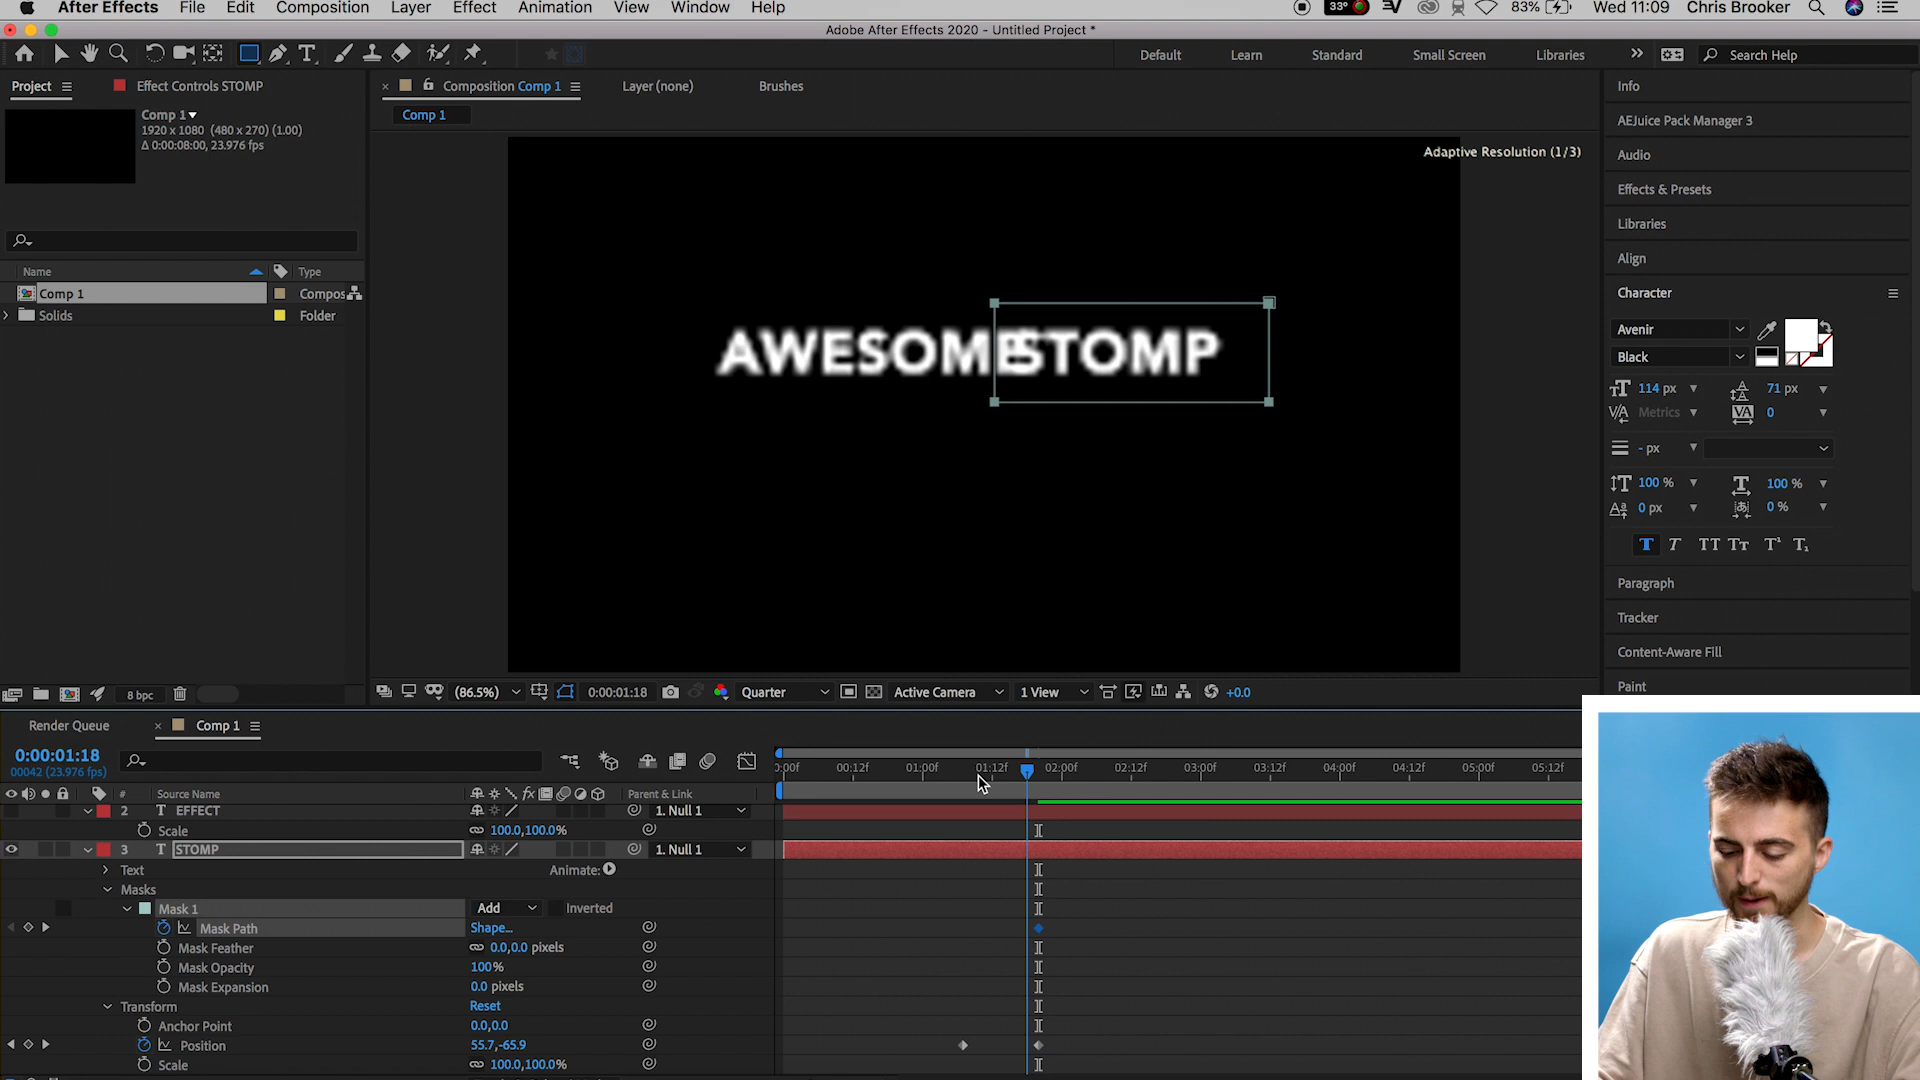 After Effects File Edit Composition Layer Effect Animation View Window Help
33° 83% Wed 11:09 Chris Brooker
Adobe After Effects 2020 - Untitled Project *
Default Learn Standard Small Screen Libraries Search Help
Project Effect Controls STOMP
Composition Comp 1 Layer (none) Brushes
Comp 1
1920 x 1080 (480 x 270) (1.00)
Δ 0:00:08:00, 23.976 fps
Comp 1
Adaptive Resolution (1/3)
AWESOME
STOMP
Name Type
Comp 1 Compos
Solids Folder
Info
AEJuice Pack Manager 3
Audio
Effects & Presets
Libraries
Align
Character
Avenir
Black
114 px 71 px
Metrics 0
- px
100 % 100 %
0 px 0 %
T T TT Tт T¹ T₁
Paragraph
Tracker
Content-Aware Fill
Paint
8 bpc
(86.5%) 0:00:01:18 Quarter Active Camera 1 View +0.0
Render Queue Comp 1
0:00:01:18
00042 (23.976 fps)
0:00f 00:12f 01:00f 01:12f 02:00f 02:12f 03:00f 03:12f 04:00f 04:12f 05:00f 05:12f
# Source Name fx Parent & Link
2 T EFFECT 1. Null 1
Scale 100.0,100.0%
3 T STOMP 1. Null 1
Text Animate:
Masks
Mask 1 Add Inverted
Mask Path Shape...
Mask Feather 0.0,0.0 pixels
Mask Opacity 100%
Mask Expansion 0.0 pixels
Transform Reset
Anchor Point 0.0,0.0
Position 55.7,-65.9
Scale 100.0,100.0%